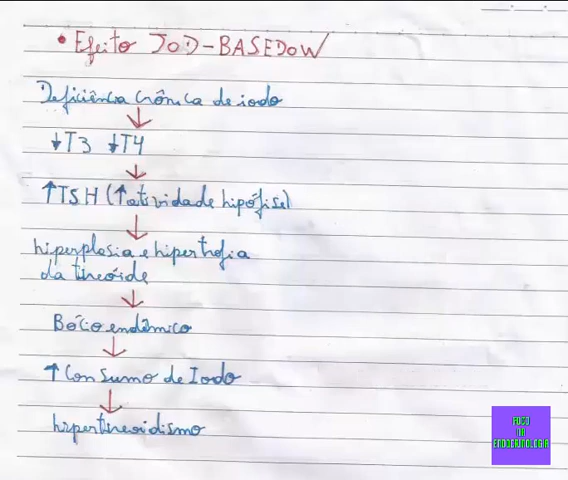 • Efeito JOD-BASEDOW
Deficiência crônica de iodo
↓
↓T3 ↓T4
↓
↑TSH (↑atividade hipófise)
↓
hiperplasia e hipertrofia
da tireóide
↓
Bócio endêmico
↓
↑Consumo de Iodo
↓
hipertireoidismo
FOCO
NA
ENDOCRINOLOGIA